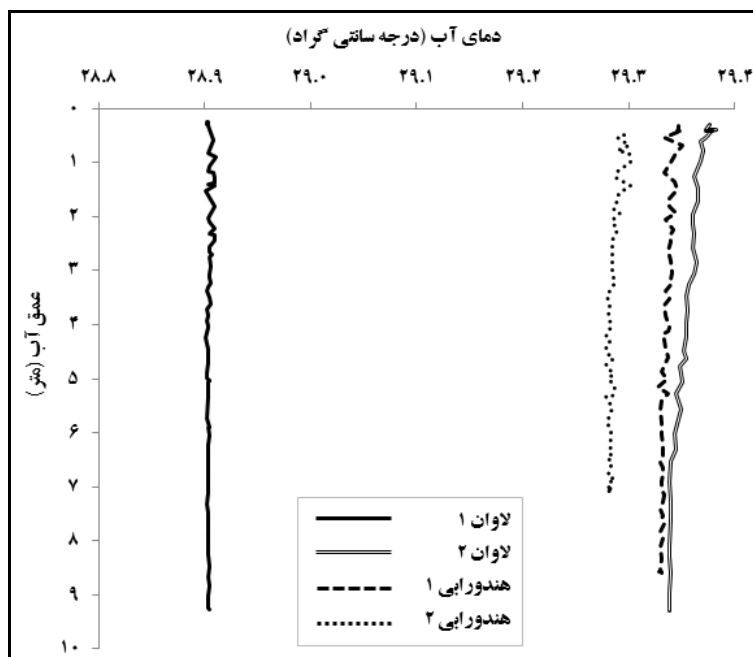 دمای آب (درجه سانتی گراد)
۲۸.۸ ۲۸.۹ ۲۹.۰ ۲۹.۱ ۲۹.۲ ۲۹.۳ ۲۹.۴
۰
۱
۲
۳
۴
۵
۶
۷
۸
۹
۱۰
عمق آب (متر)
لاوان ۱
لاوان ۲
هندورابی ۱
هندورابی ۲